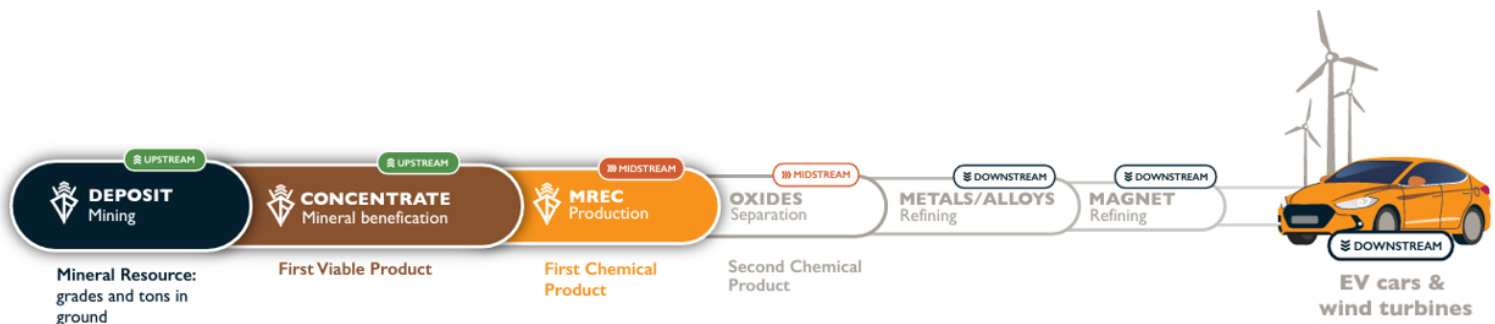 UPSTREAM
DEPOSIT
Mining
Mineral Resource:
grades and tons in
ground
UPSTREAM
CONCENTRATE
Mineral benefication
First Viable Product
MIDSTREAM
MREC
Production
First Chemical
Product
MIDSTREAM
OXIDES
Separation
Second Chemical
Product
DOWNSTREAM
METALS/ALLOYS
Refining
DOWNSTREAM
MAGNET
Refining
DOWNSTREAM
EV cars &
wind turbines